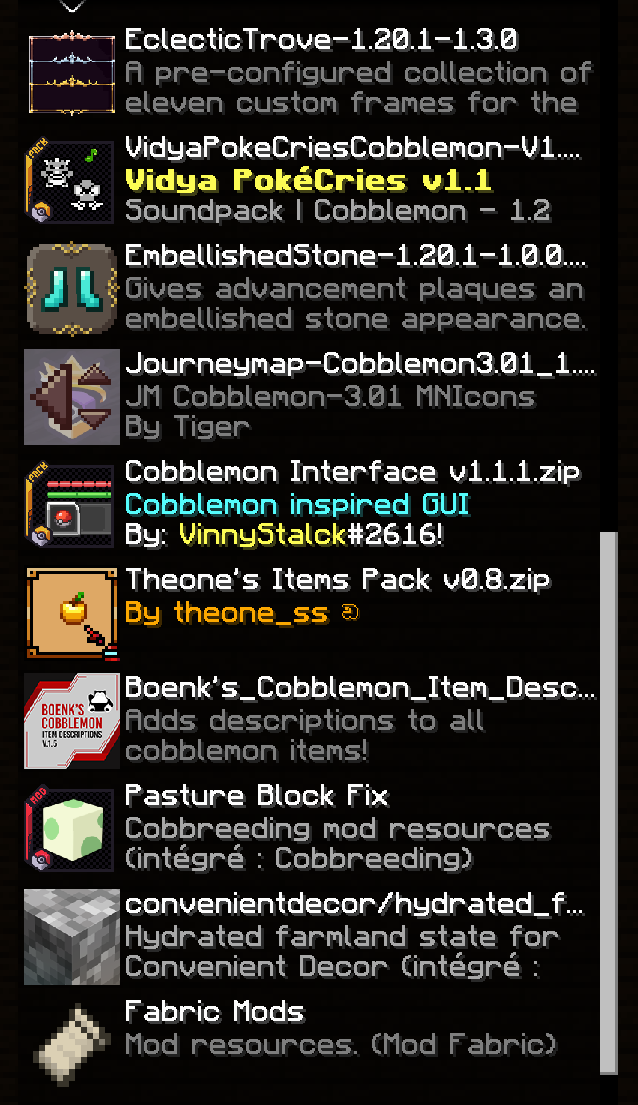 EclecticTrove-1.20.1-1.3.0
A pre-configured collection of
eleven custom frames for the
PACK
VidyaPokeCriesCobblemon-V1....
Vidya PokéCries v1.1
Soundpack | Cobblemon - 1.2
EmbellishedStone-1.20.1-1.0.0....
Gives advancement plaques an
embellished stone appearance.
Journeymap-Cobblemon3.01_1....
JM Cobblemon-3.01 MNIcons
By Tiger
PACK
Cobblemon Interface v1.1.1.zip
Cobblemon inspired GUI
By: VinnyStalck#2616!
Theone's Items Pack v0.8.zip
By theone_ss
BOENK'S
COBBLEMON
ITEM DESCRIPTIONS
V.1.5
Boenk's_Cobblemon_Item_Desc...
Adds descriptions to all
cobblemon items!
MOD
Pasture Block Fix
Cobbreeding mod resources
(intégré : Cobbreeding)
convenientdecor/hydrated_f...
Hydrated farmland state for
Convenient Decor (intégré :
Fabric Mods
Mod resources. (Mod Fabric)